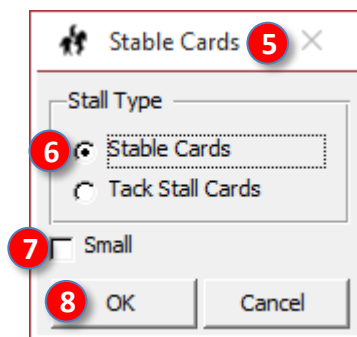 Stable Cards 5
Stall Type
6 Stable Cards
Tack Stall Cards
7 Small
8 OK Cancel